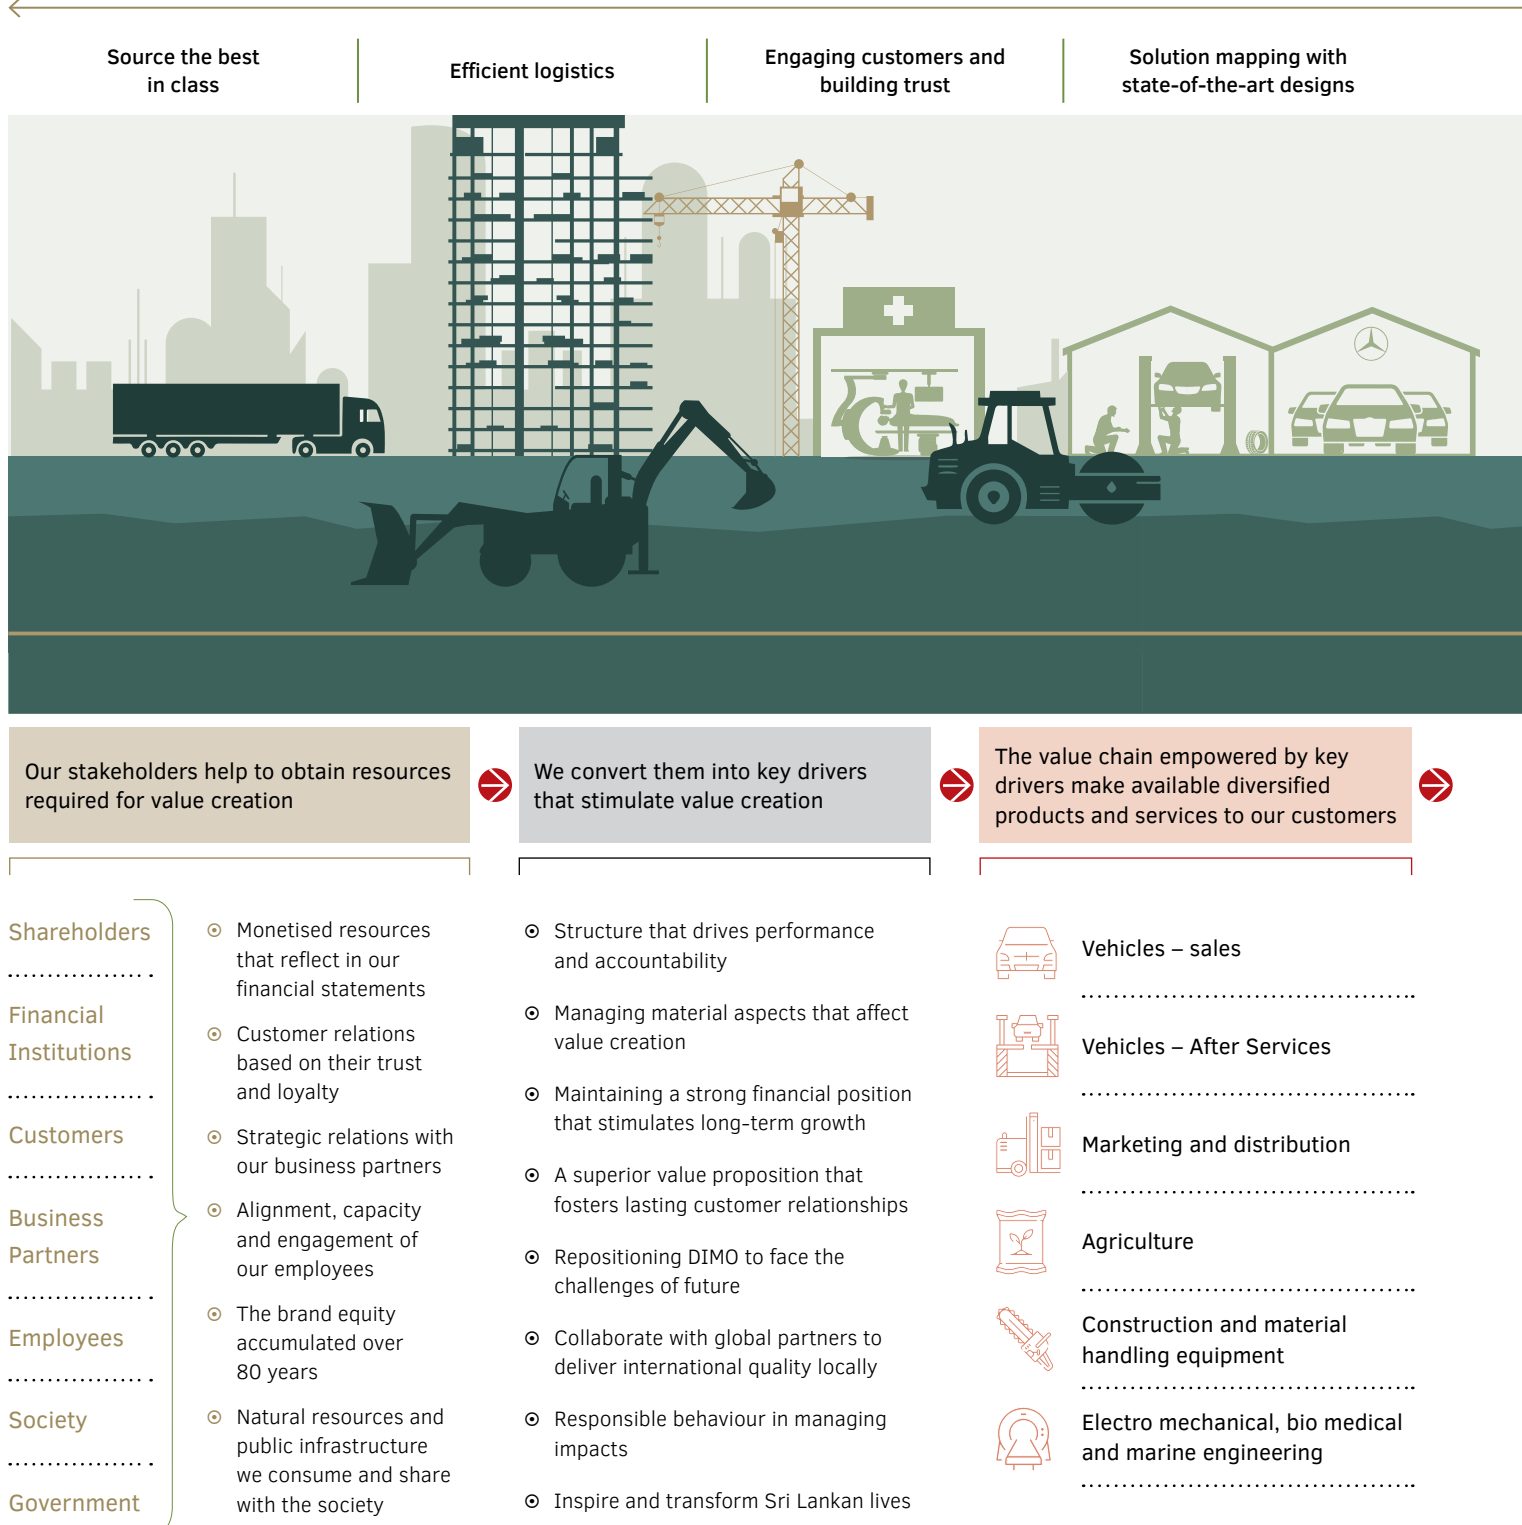 Source the best
in class
Efficient logistics
Engaging customers and
building trust
Solution mapping with
state-of-the-art designs
Our stakeholders help to obtain resources
required for value creation
We convert them into key drivers
that stimulate value creation
The value chain empowered by key
drivers make available diversified
products and services to our customers
Shareholders
Financial
Institutions
Customers
Business
Partners
Employees
Society
Government
Monetised resources
that reflect in our
financial statements
Customer relations
based on their trust
and loyalty
Strategic relations with
our business partners
Alignment, capacity
and engagement of
our employees
The brand equity
accumulated over
80 years
Natural resources and
public infrastructure
we consume and share
with the society
Structure that drives performance
and accountability
Managing material aspects that affect
value creation
Maintaining a strong financial position
that stimulates long-term growth
A superior value proposition that
fosters lasting customer relationships
Repositioning DIMO to face the
challenges of future
Collaborate with global partners to
deliver international quality locally
Responsible behaviour in managing
impacts
Inspire and transform Sri Lankan lives
Vehicles – sales
Vehicles – After Services
Marketing and distribution
Agriculture
Construction and material
handling equipment
Electro mechanical, bio medical
and marine engineering